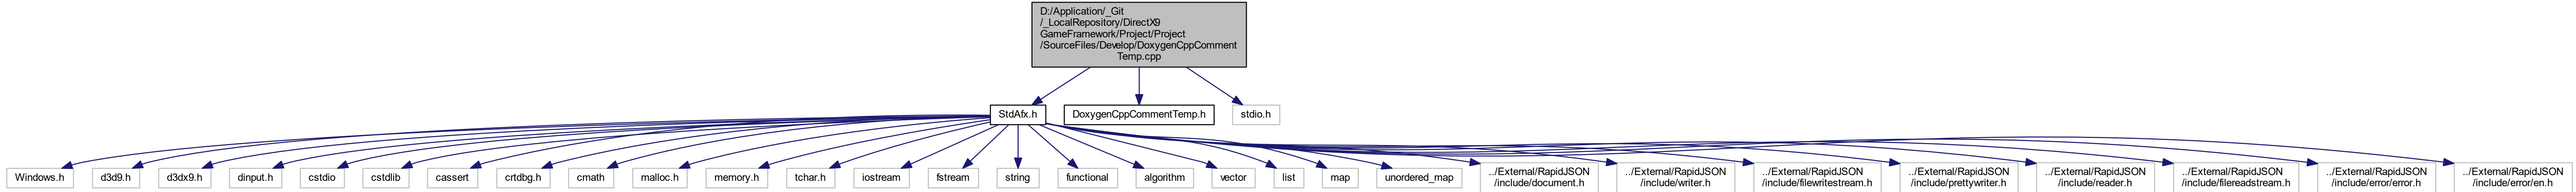 D:/Application/_Git
/_LocalRepository/DirectX9
GameFramework/Project/Project
/SourceFiles/Develop/DoxygenCppComment
Temp.cpp
StdAfx.h
DoxygenCppCommentTemp.h
stdio.h
Windows.h
d3d9.h
d3dx9.h
dinput.h
cstdio
cstdlib
cassert
crtdbg.h
cmath
malloc.h
memory.h
tchar.h
iostream
fstream
string
functional
algorithm
vector
list
map
unordered_map
../External/RapidJSON
/include/document.h
../External/RapidJSON
/include/writer.h
../External/RapidJSON
/include/filewritestream.h
../External/RapidJSON
/include/prettywriter.h
../External/RapidJSON
/include/reader.h
../External/RapidJSON
/include/filereadstream.h
../External/RapidJSON
/include/error/error.h
../External/RapidJSON
/include/error/en.h